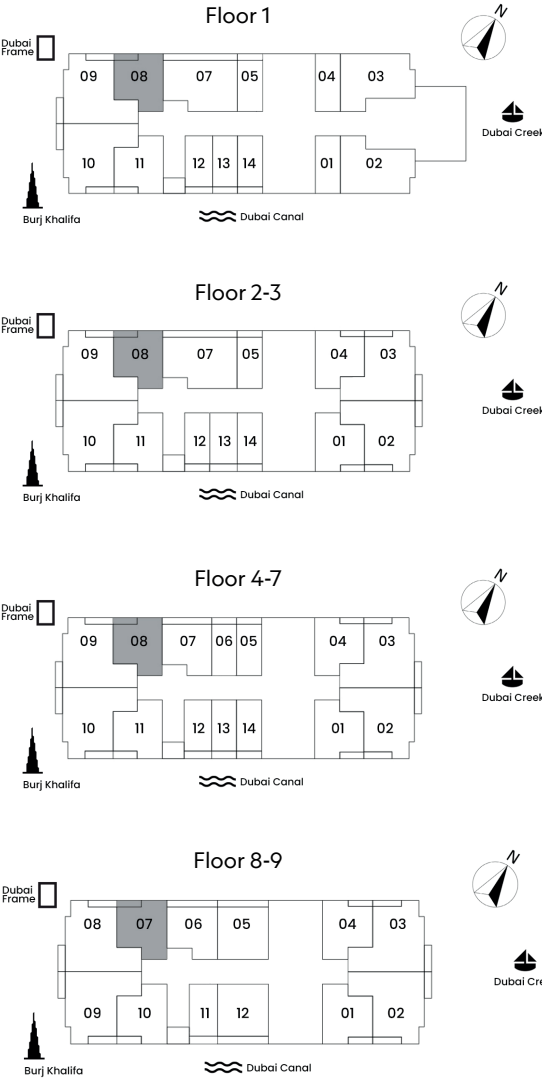 Floor 1
N
Dubai
Frame
09 08 07 05 04 03
Dubai Creek
10 11 12 13 14 01 02
Burj Khalifa
Dubai Canal
Floor 2-3
N
Dubai
Frame
09 08 07 05 04 03
Dubai Creek
10 11 12 13 14 01 02
Burj Khalifa
Dubai Canal
Floor 4-7
N
Dubai
Frame
09 08 07 06 05 04 03
Dubai Creek
10 11 12 13 14 01 02
Burj Khalifa
Dubai Canal
Floor 8-9
N
Dubai
Frame
08 07 06 05 04 03
Dubai Cre
09 10 11 12 01 02
Burj Khalifa
Dubai Canal